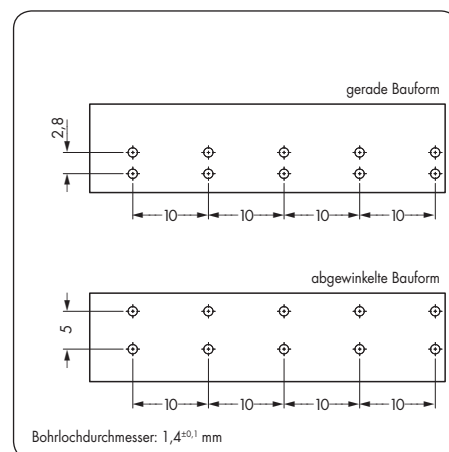 gerade Bauform
2,8
10 10 10 10
abgewinkelte Bauform
5
10 10 10 10
Bohrlochdurchmesser: 1,4±0,1 mm